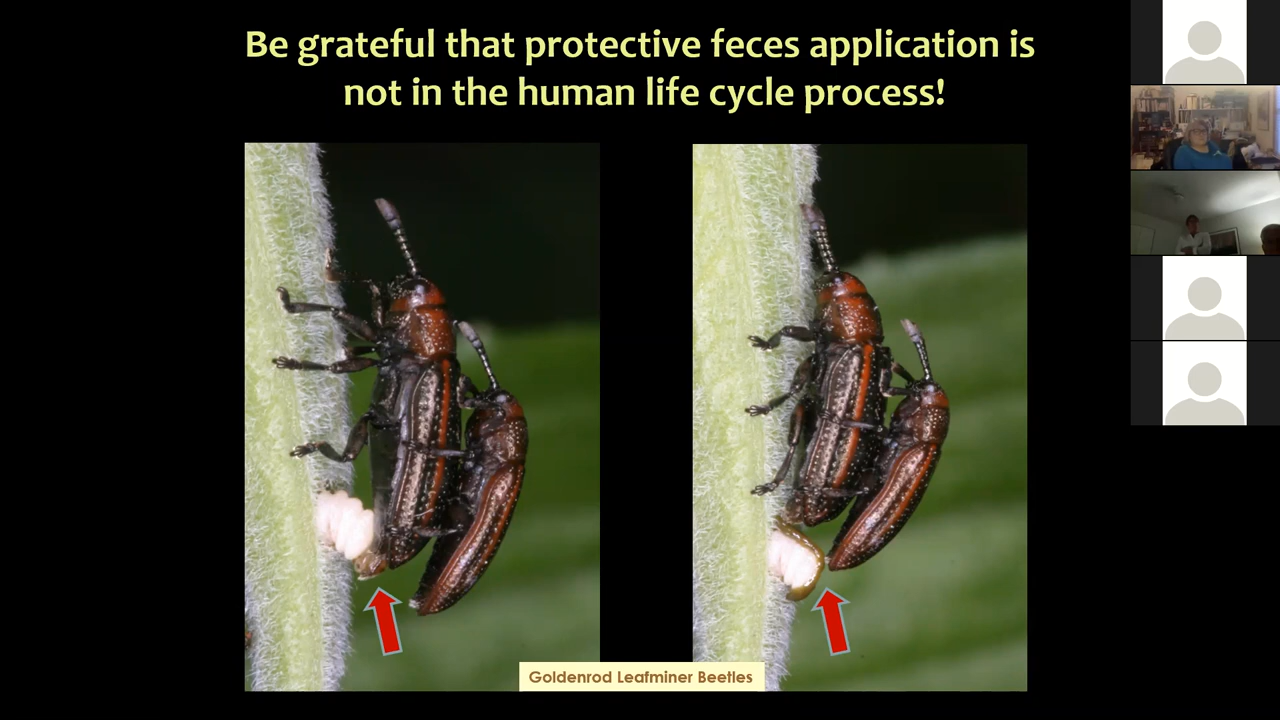 Be grateful that protective feces application is
not in the human life cycle process!
Goldenrod Leafminer Beetles